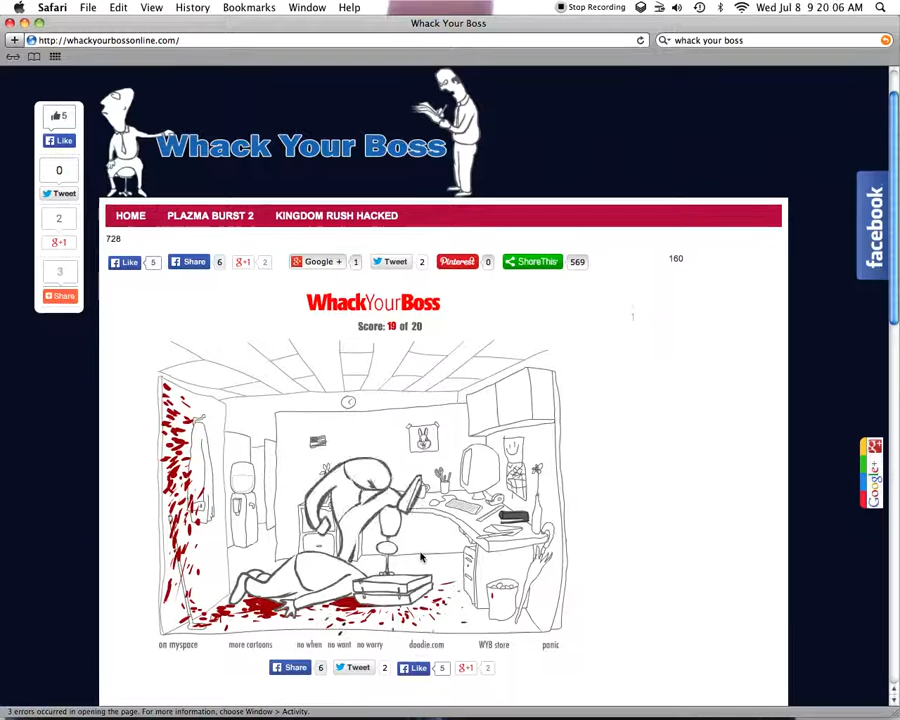 Safari File Edit View History Bookmarks Window Help Stop Recording Wed Jul 8 9 20 06 AM
Whack Your Boss
http://whackyourbossonline.com/ whack your boss
Whack Your Boss
5
Like
0
Tweet
2
g+1
3
Share
facebook
HOME PLAZMA BURST 2 KINGDOM RUSH HACKED
728
Like 5 Share 6 g+1 2 Google + 1 Tweet 2 Pinterest 0 ShareThis 569
160
WhackYourBoss
1
Score: 19 of 20
Google+
on myspace more cartoons no when no want no worry doodie.com WYB store panic
Share 6 Tweet 2 Like 5 g+1 2
3 errors occurred in opening the page. For more information, choose Window > Activity.